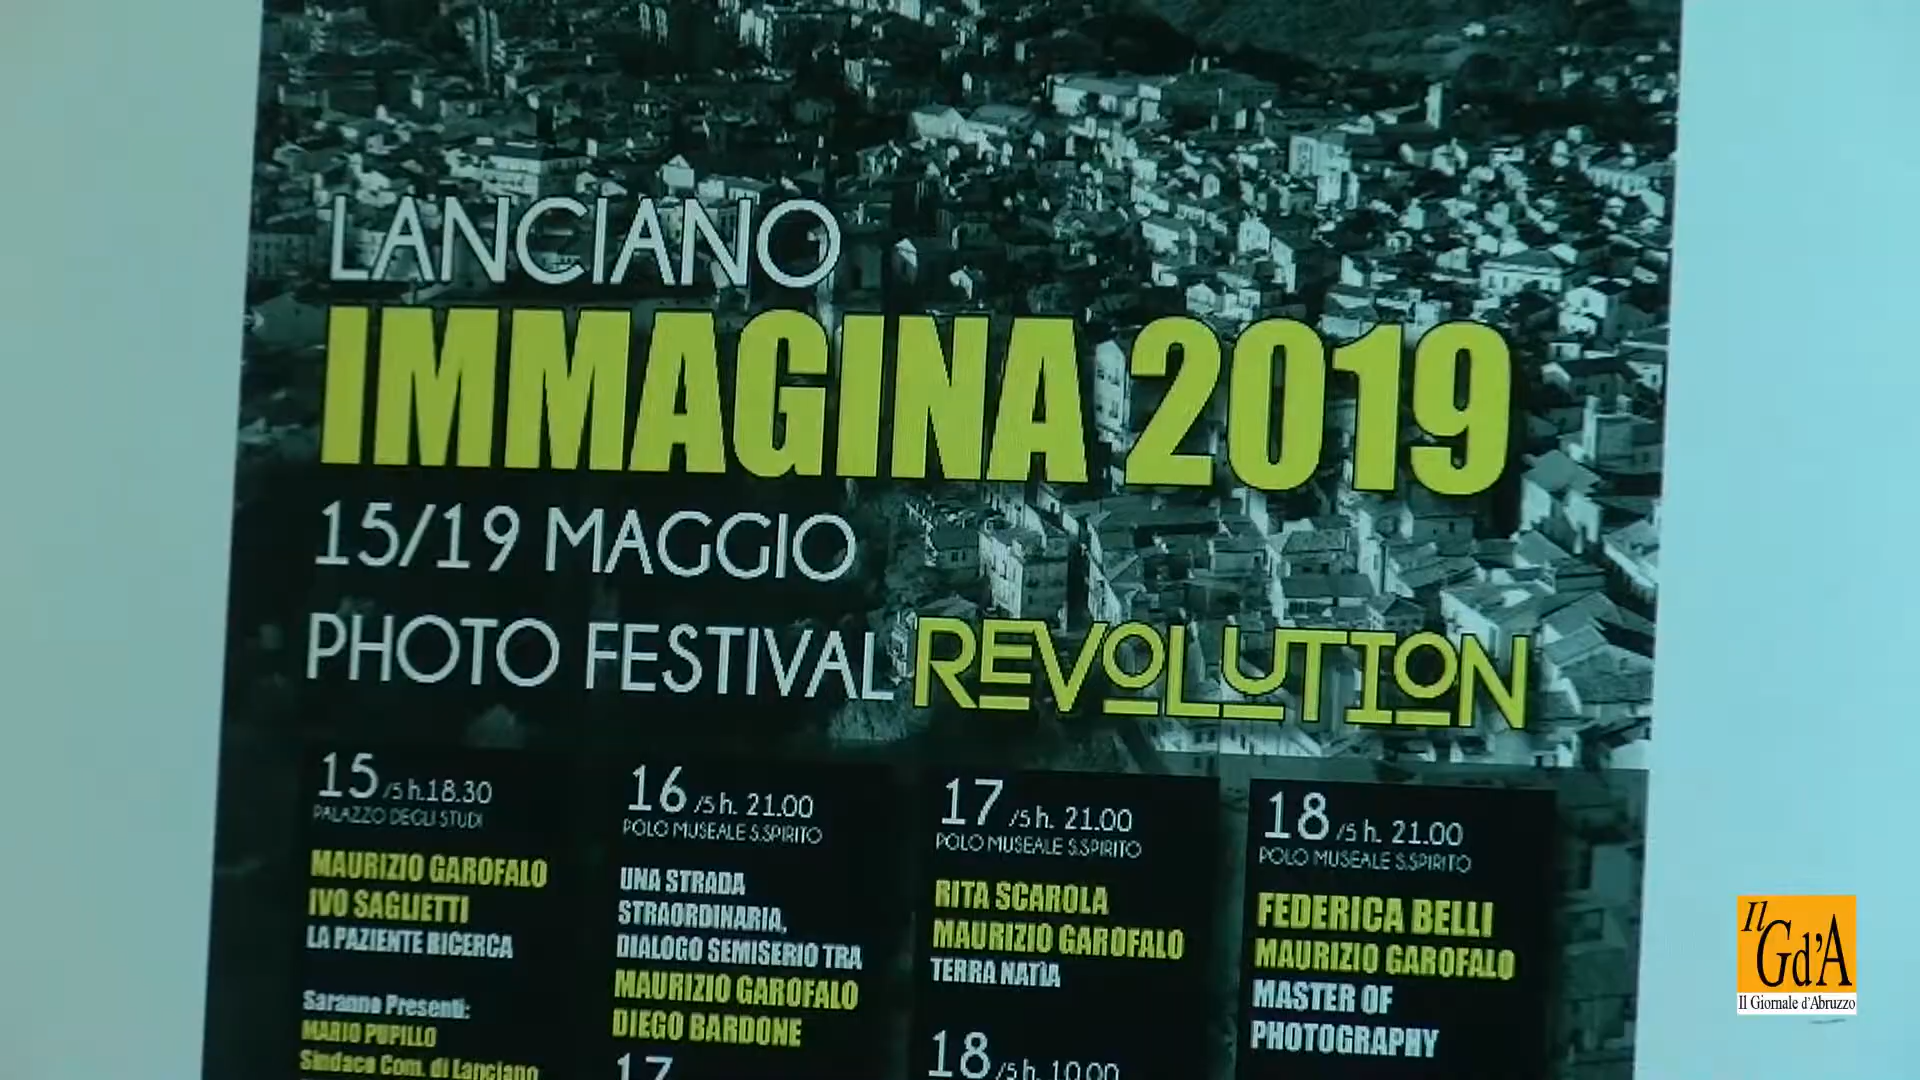 LANCIANO
IMMAGINA 2019
15/19 MAGGIO
PHOTO FESTIVAL REVOLUTION
15/5 h.18.30
PALAZZO DEGLI STUDI
MAURIZIO GAROFALO
IVO SAGLIETTI
LA PAZIENTE RICERCA
Saranno Presenti:
MARIO PUPILLO
Sindaco Com. di Lanciano
16/5 h. 21.00
POLO MUSEALE S.SPIRITO
UNA STRADA
STRAORDINARIA,
DIALOGO SEMISERIO TRA
MAURIZIO GAROFALO
DIEGO BARDONE
17
17/5 h. 21.00
POLO MUSEALE S.SPIRITO
RITA SCAROLA
MAURIZIO GAROFALO
TERRA NATÌA
18/5 h. 10.00
18/5 h. 21.00
POLO MUSEALE S.SPIRITO
FEDERICA BELLI
MAURIZIO GAROFALO
MASTER OF
PHOTOGRAPHY
Il
Gd'A
Il Giornale d'Abruzzo